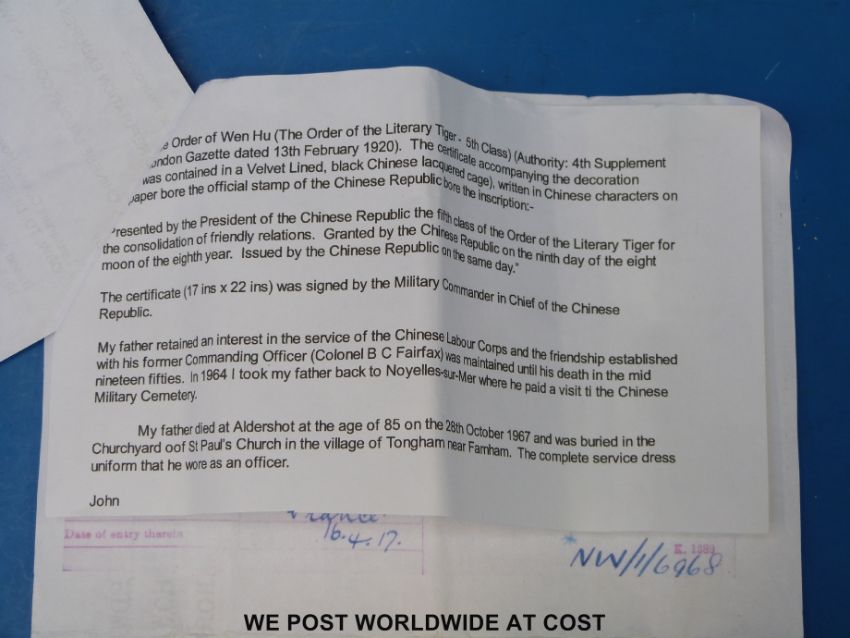 e Order of Wen Hu (The Order of the Literary Tiger - 5th Class) (Authority: 4th Supplement
ondon Gazette dated 13th February 1920). The certificate accompanying the decoration
was contained in a Velvet Lined, black Chinese lacquered cage), written in Chinese characters on
paper bore the official stamp of the Chinese Republic bore the inscription:-
Presented by the President of the Chinese Republic the fifth class of the Order of the Literary Tiger for
the consolidation of friendly relations. Granted by the Chinese Republic on the ninth day of the eight
moon of the eighth year. Issued by the Chinese Republic on the same day."
The certificate (17 ins x 22 ins) was signed by the Military Commander in Chief of the Chinese
Republic.
My father retained an interest in the service of the Chinese Labour Corps and the friendship established
with his former Commanding Officer (Colonel B C Fairfax) was maintained until his death in the mid
nineteen fifties. In 1964 I took my father back to Noyelles-sur-Mer where he paid a visit ti the Chinese
Military Cemetery.
My father died at Aldershot at the age of 85 on the 28th October 1967 and was buried in the
Churchyard oof St Paul's Church in the village of Tongham near Farnham. The complete service dress
uniform that he wore as an officer.
John
France
Date of entry therein 16.4.17.
K. 1380
NW/1/6968
WE POST WORLDWIDE AT COST